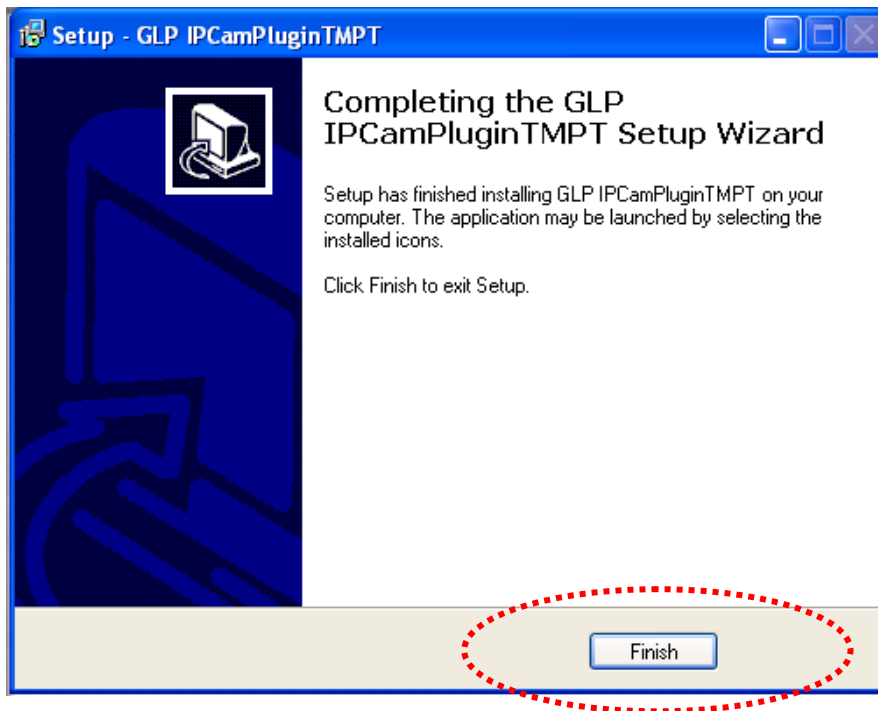 Setup - GLP IPCamPluginTMPT
Completing the GLP
IPCamPluginTMPT Setup Wizard
Setup has finished installing GLP IPCamPluginTMPT on your
computer. The application may be launched by selecting the
installed icons.
Click Finish to exit Setup.
Finish